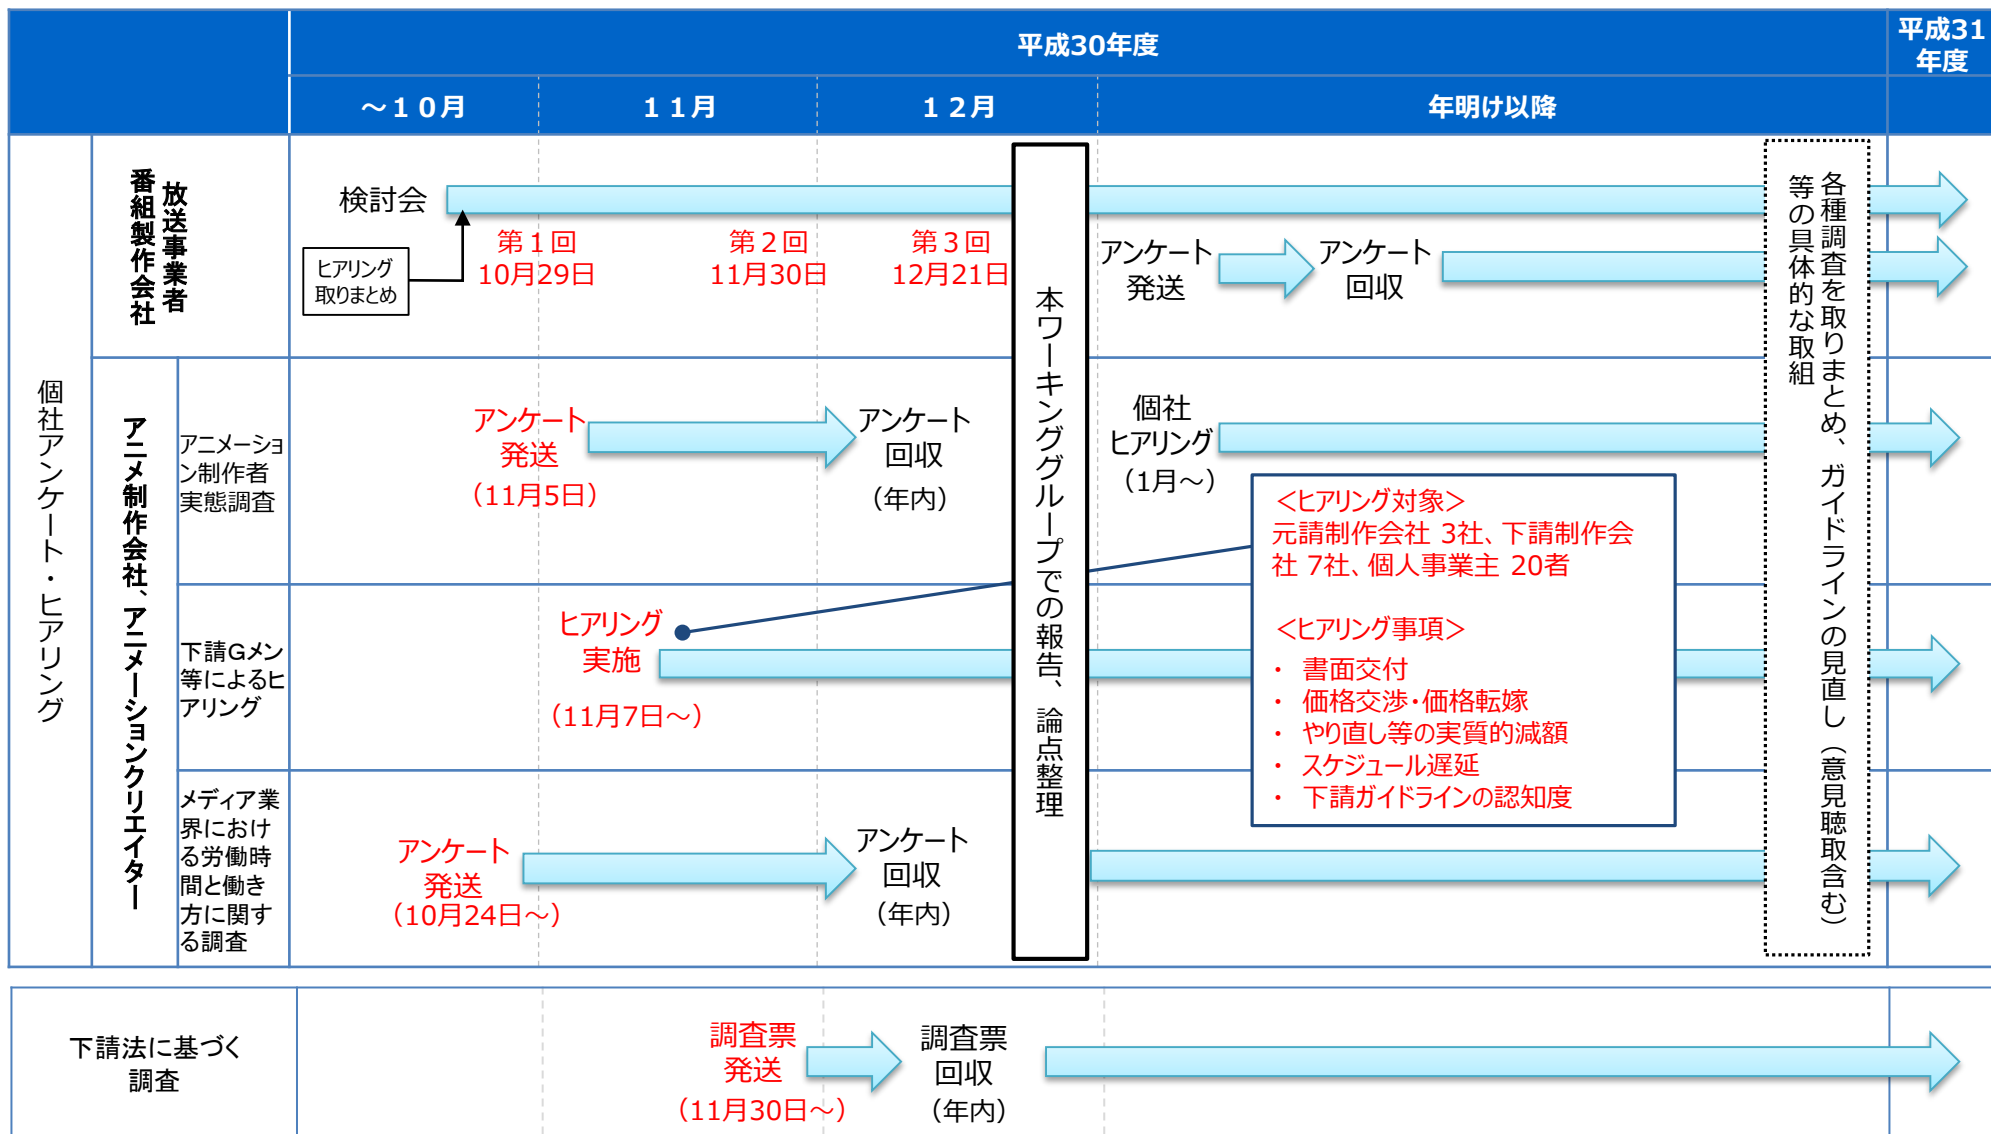 平成30年度
平成31
年度
～１０月
１１月
１２月
年明け以降
個社アンケート・ヒアリング
放送事業者
番組製作会社
検討会
ヒアリング
取りまとめ
第１回
10月29日
第２回
11月30日
第３回
12月21日
アンケート
発送
アンケート
回収
本ワーキンググループでの報告、論点整理
各種調査を取りまとめ、ガイドラインの見直し（意見聴取含む）
等の具体的な取組
アニメ制作会社、アニメーションクリエイター
アニメーショ
ン制作者
実態調査
アンケート
発送
（11月5日）
アンケート
回収
（年内）
個社
ヒアリング
（1月～）
＜ヒアリング対象＞
元請制作会社 3社、下請制作会
社 7社、個人事業主 20者
＜ヒアリング事項＞
・ 書面交付
・ 価格交渉・価格転嫁
・ やり直し等の実質的減額
・ スケジュール遅延
・ 下請ガイドラインの認知度
下請Gメン
等によるヒ
アリング
ヒアリング
実施
（11月7日～）
メディア業
界におけ
る労働時
間と働き
方に関す
る調査
アンケート
発送
（10月24日～）
アンケート
回収
（年内）
下請法に基づく
調査
調査票
発送
（11月30日～）
調査票
回収
（年内）